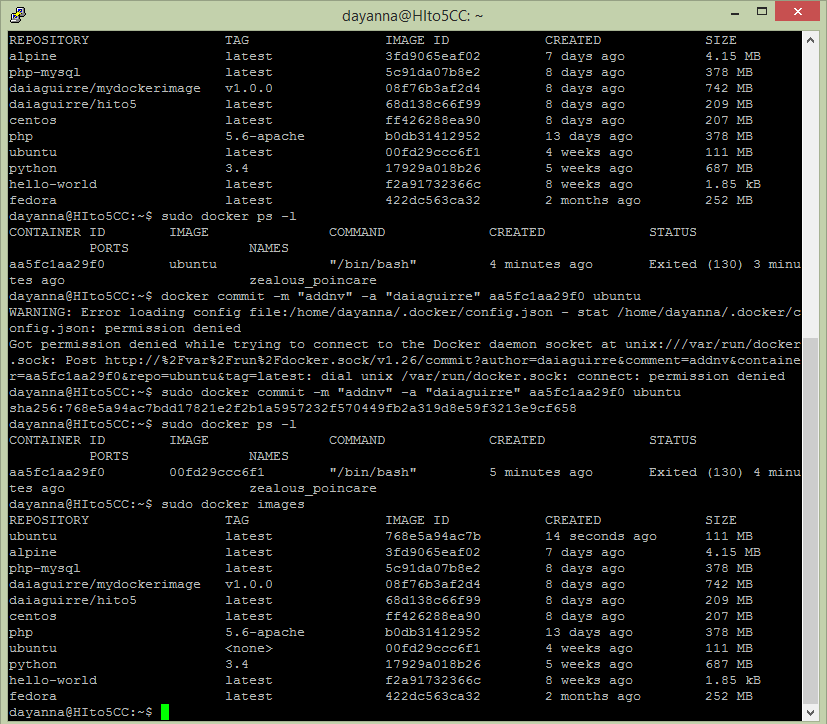 dayanna@HIto5CC: ~
REPOSITORY TAG IMAGE ID CREATED SIZE
alpine latest 3fd9065eaf02 7 days ago 4.15 MB
php-mysql latest 5c91da07b8e2 8 days ago 378 MB
daiaguirre/mydockerimage v1.0.0 08f76b3af2d4 8 days ago 742 MB
daiaguirre/hito5 latest 68d138c66f99 8 days ago 209 MB
centos latest ff426288ea90 8 days ago 207 MB
php 5.6-apache b0db31412952 13 days ago 378 MB
ubuntu latest 00fd29ccc6f1 4 weeks ago 111 MB
python 3.4 17929a018b26 5 weeks ago 687 MB
hello-world latest f2a91732366c 8 weeks ago 1.85 kB
fedora latest 422dc563ca32 2 months ago 252 MB
dayanna@HIto5CC:~$ sudo docker ps -l
CONTAINER ID IMAGE COMMAND CREATED STATUS
PORTS NAMES
aa5fc1aa29f0 ubuntu "/bin/bash" 4 minutes ago Exited (130) 3 minu
tes ago zealous_poincare
dayanna@HIto5CC:~$ docker commit -m "addnv" -a "daiaguirre" aa5fc1aa29f0 ubuntu
WARNING: Error loading config file:/home/dayanna/.docker/config.json - stat /home/dayanna/.docker/c
onfig.json: permission denied
Got permission denied while trying to connect to the Docker daemon socket at unix:///var/run/docker
.sock: Post http://%2Fvar%2Frun%2Fdocker.sock/v1.26/commit?author=daiaguirre&comment=addnv&containe
r=aa5fc1aa29f0&repo=ubuntu&tag=latest: dial unix /var/run/docker.sock: connect: permission denied
dayanna@HIto5CC:~$ sudo docker commit -m "addnv" -a "daiaguirre" aa5fc1aa29f0 ubuntu
sha256:768e5a94ac7bdd17821e2f2b1a5957232f570449fb2a319d8e59f3213e9cf658
dayanna@HIto5CC:~$ sudo docker ps -l
CONTAINER ID IMAGE COMMAND CREATED STATUS
PORTS NAMES
aa5fc1aa29f0 00fd29ccc6f1 "/bin/bash" 5 minutes ago Exited (130) 4 minu
tes ago zealous_poincare
dayanna@HIto5CC:~$ sudo docker images
REPOSITORY TAG IMAGE ID CREATED SIZE
ubuntu latest 768e5a94ac7b 14 seconds ago 111 MB
alpine latest 3fd9065eaf02 7 days ago 4.15 MB
php-mysql latest 5c91da07b8e2 8 days ago 378 MB
daiaguirre/mydockerimage v1.0.0 08f76b3af2d4 8 days ago 742 MB
daiaguirre/hito5 latest 68d138c66f99 8 days ago 209 MB
centos latest ff426288ea90 8 days ago 207 MB
php 5.6-apache b0db31412952 13 days ago 378 MB
ubuntu <none> 00fd29ccc6f1 4 weeks ago 111 MB
python 3.4 17929a018b26 5 weeks ago 687 MB
hello-world latest f2a91732366c 8 weeks ago 1.85 kB
fedora latest 422dc563ca32 2 months ago 252 MB
dayanna@HIto5CC:~$